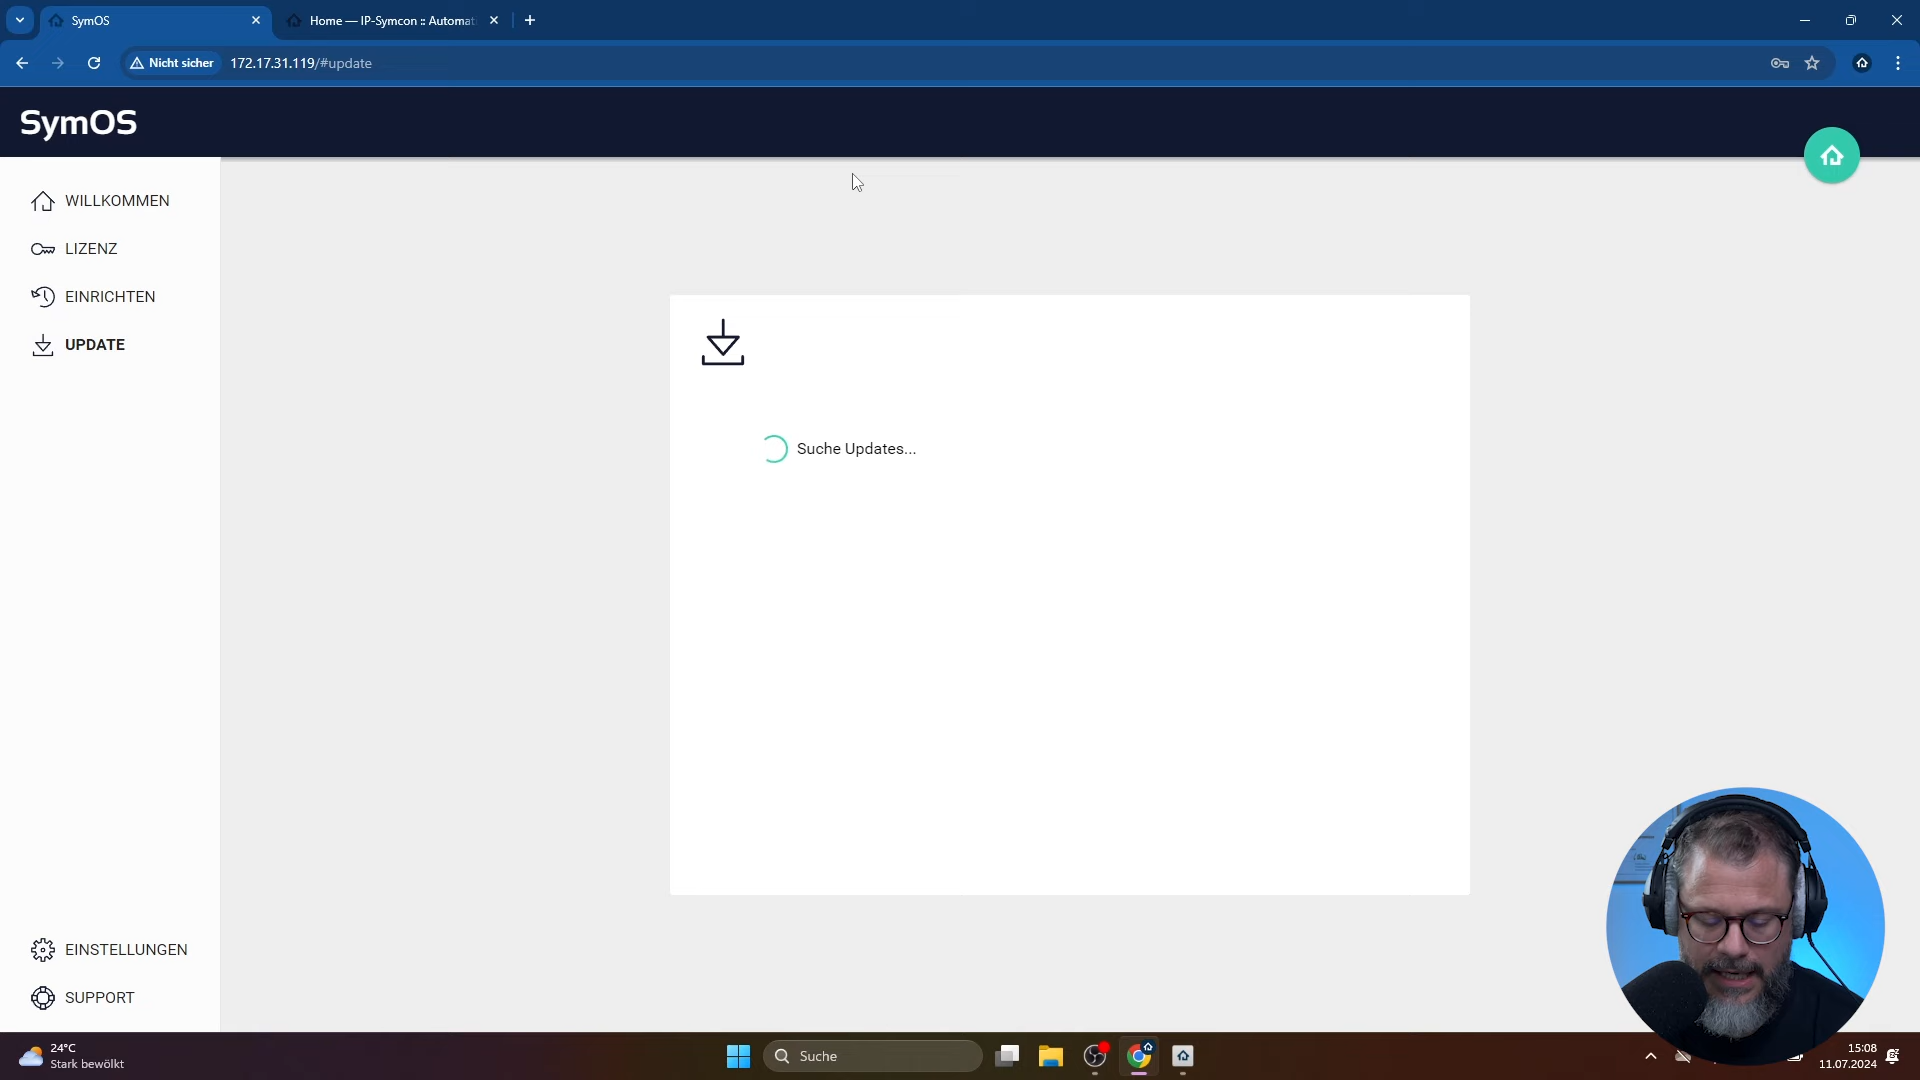 SymOS
Home — IP-Symcon :: Automat
Nicht sicher
172.17.31.119/#update
SymOS
WILLKOMMEN
LIZENZ
EINRICHTEN
UPDATE
Suche Updates...
EINSTELLUNGEN
SUPPORT
24°C
Stark bewölkt
Suche
15:08
11.07.2024